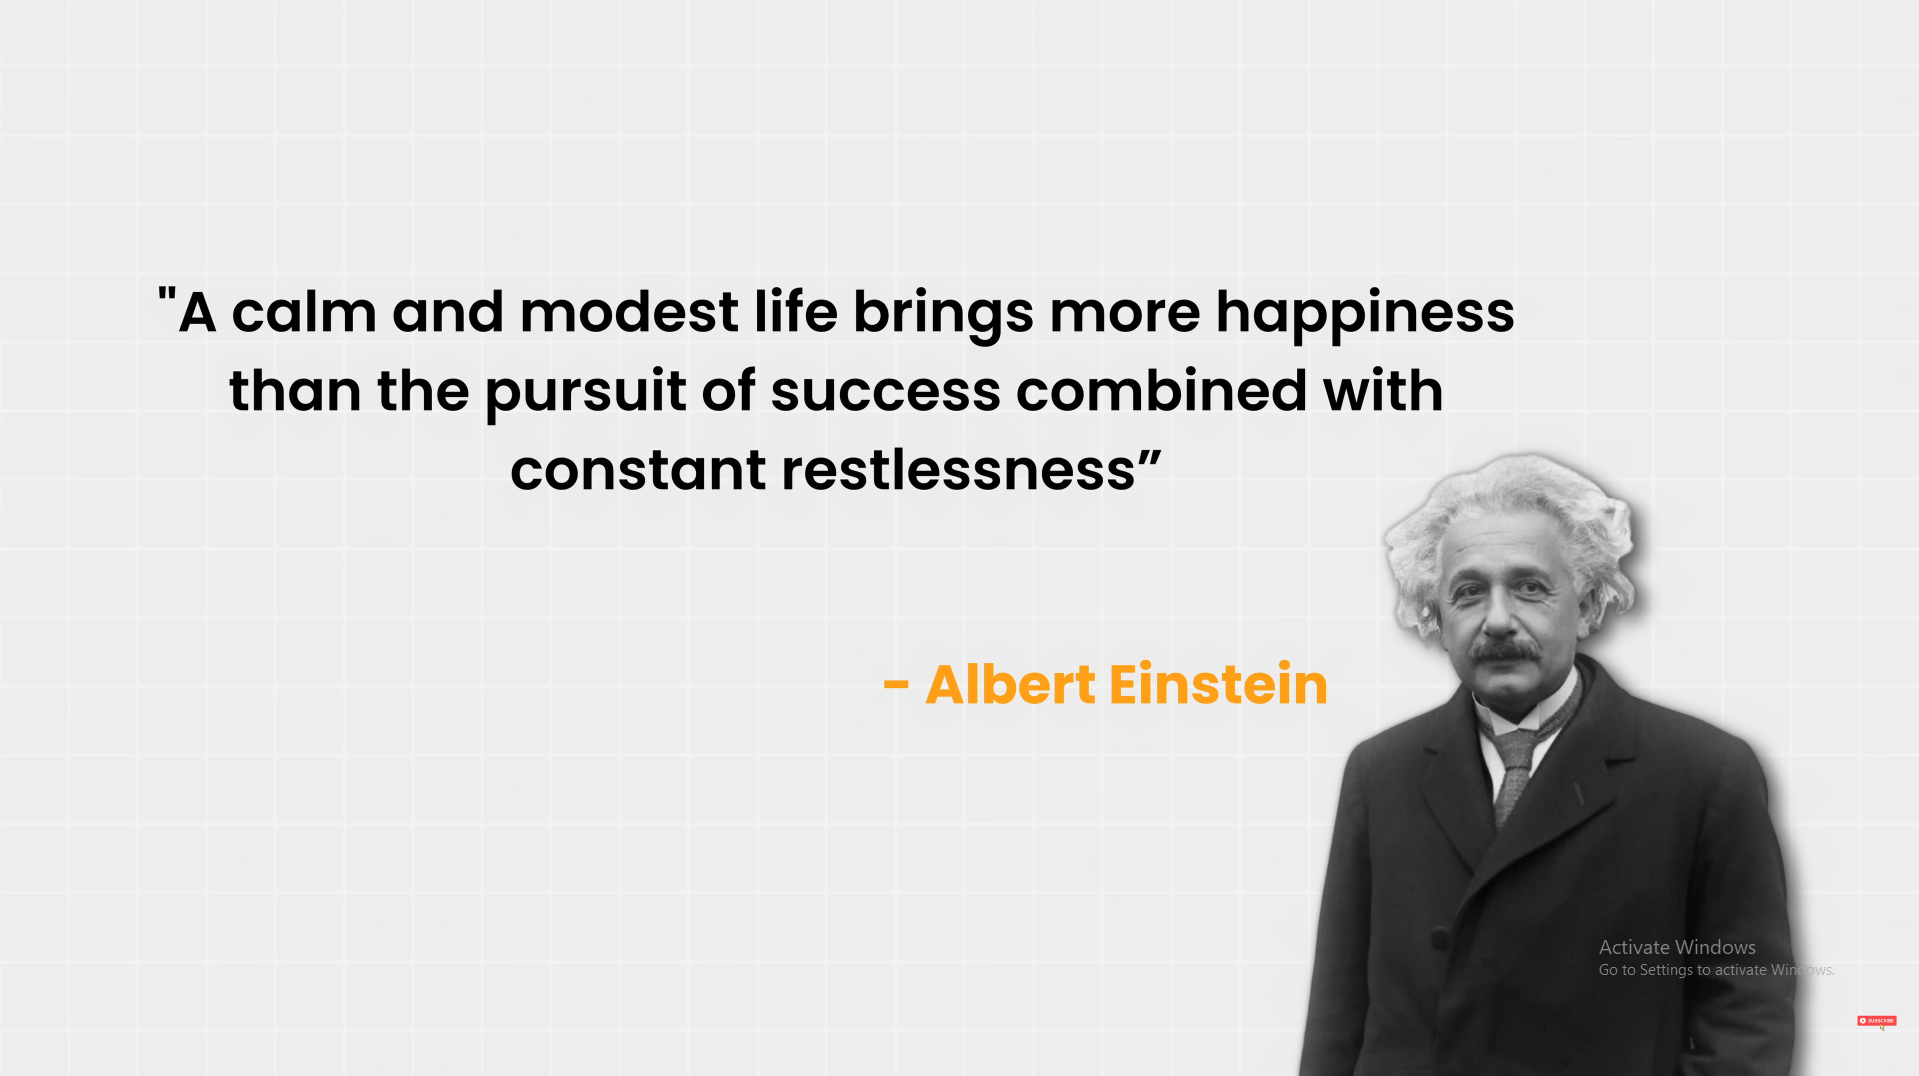 "A calm and modest life brings more happiness
than the pursuit of success combined with
constant restlessness”
- Albert Einstein
Activate Windows
Go to Settings to activate Windows.
SUBSCRIBE